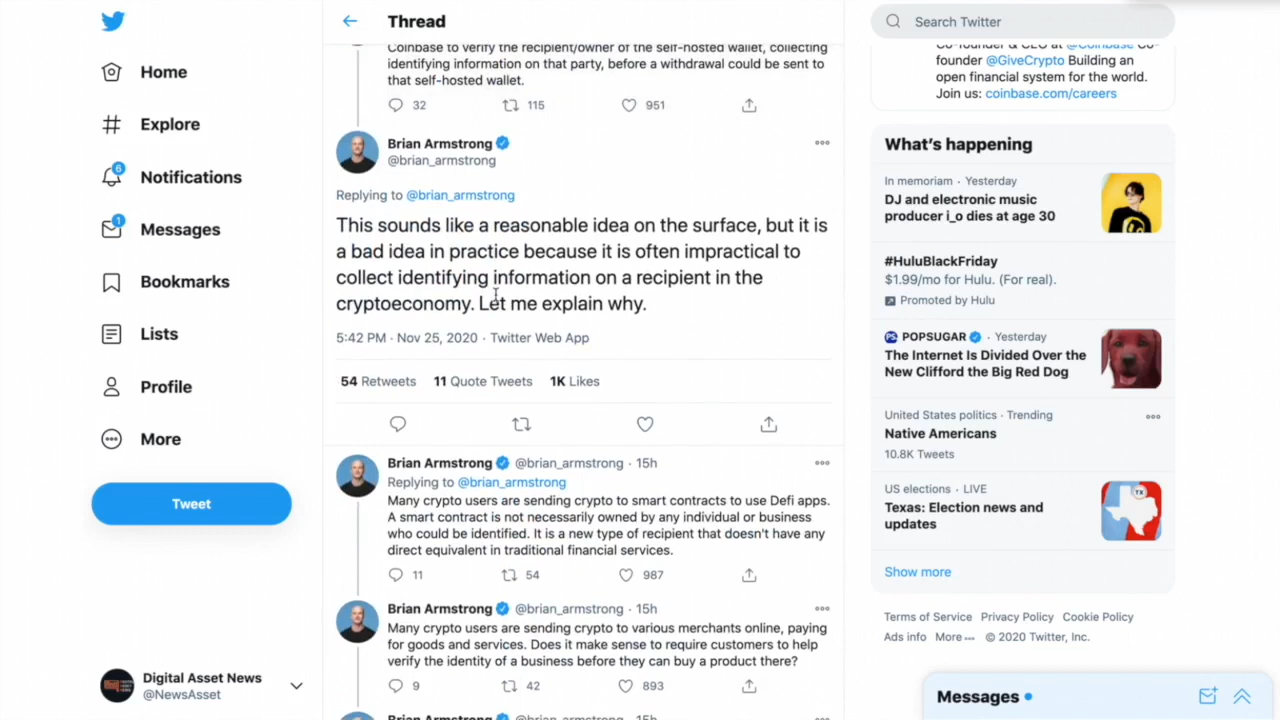 Home
Explore
6
Notifications
1
Messages
Bookmarks
Lists
Profile
More
Tweet
Digital Asset News
@NewsAsset
Thread
Coinbase to verify the recipient/owner of the self-hosted wallet, collecting
identifying information on that party, before a withdrawal could be sent to
that self-hosted wallet.
32 115 951
Brian Armstrong
@brian_armstrong
Replying to @brian_armstrong
This sounds like a reasonable idea on the surface, but it is
a bad idea in practice because it is often impractical to
collect identifying information on a recipient in the
cryptoeconomy. Let me explain why.
5:42 PM · Nov 25, 2020 · Twitter Web App
54 Retweets 11 Quote Tweets 1K Likes
Brian Armstrong @brian_armstrong · 15h
Replying to @brian_armstrong
Many crypto users are sending crypto to smart contracts to use Defi apps.
A smart contract is not necessarily owned by any individual or business
who could be identified. It is a new type of recipient that doesn't have any
direct equivalent in traditional financial services.
11 54 987
Brian Armstrong @brian_armstrong · 15h
Many crypto users are sending crypto to various merchants online, paying
for goods and services. Does it make sense to require customers to help
verify the identity of a business before they can buy a product there?
9 42 893
Brian Armstrong @brian_armstrong · 15h
Search Twitter
Co-founder & CEO at @Coinbase Co-
founder @GiveCrypto Building an
open financial system for the world.
Join us: coinbase.com/careers
What's happening
In memoriam · Yesterday
DJ and electronic music
producer i_o dies at age 30
#HuluBlackFriday
$1.99/mo for Hulu. (For real).
Promoted by Hulu
POPSUGAR · Yesterday
The Internet Is Divided Over the
New Clifford the Big Red Dog
United States politics · Trending
Native Americans
10.8K Tweets
US elections · LIVE
Texas: Election news and
updates
TX
Show more
Terms of Service Privacy Policy Cookie Policy
Ads info More © 2020 Twitter, Inc.
Messages